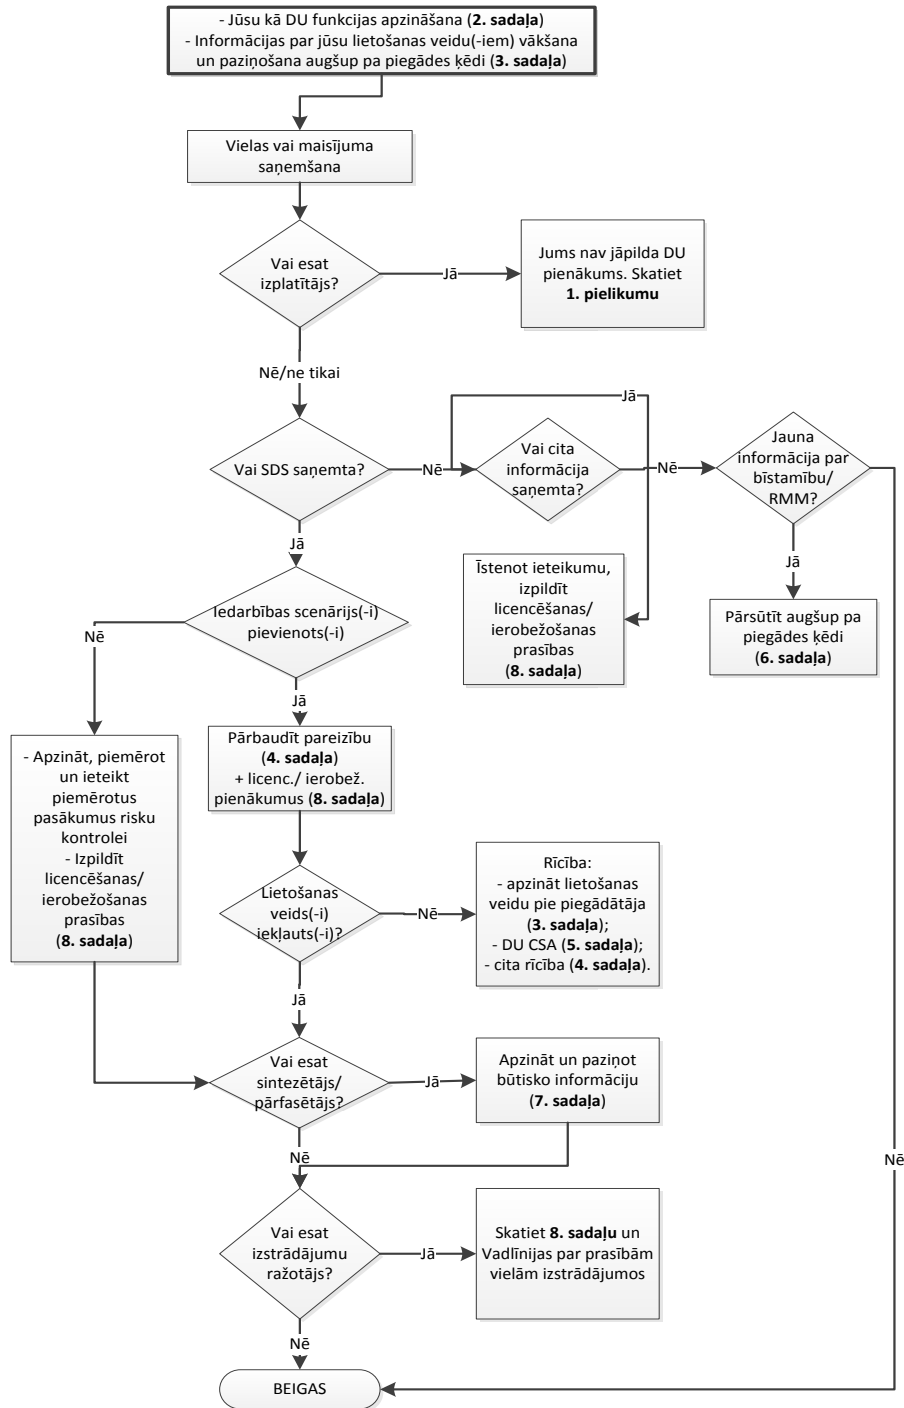 - Jūsu kā DU funkcijas apzināšana (2. sadaļa)
- Informācijas par jūsu lietošanas veidu(-iem) vākšana
un paziņošana augšup pa piegādes ķēdi (3. sadaļa)
Vielas vai maisījuma
saņemšana
Vai esat
izplatītājs?
Jā
Jums nav jāpilda DU
pienākums. Skatiet
1. pielikumu
Nē/ne tikai
Vai SDS saņemta?
Nē
Vai cita
informācija
saņemta?
Jā
Nē
Jauna
informācija par
bīstamību/
RMM?
Jā
Jā
Īstenot ieteikumu,
izpildīt
licencēšanas/
ierobežošanas
prasības
(8. sadaļa)
Pārsūtīt augšup pa
piegādes ķēdi
(6. sadaļa)
Iedarbības scenārijs(-i)
pievienots(-i)
Nē
Jā
- Apzināt, piemērot
un ieteikt
piemērotus
pasākumus risku
kontrolei
- Izpildīt
licencēšanas/
ierobežošanas
prasības
(8. sadaļa)
Pārbaudīt pareizību
(4. sadaļa)
+ licenc./ ierobež.
pienākumus (8. sadaļa)
Lietošanas
veids(-i)
iekļauts(-i)?
Nē
Rīcība:
- apzināt lietošanas
veidu pie piegādātāja
(3. sadaļa);
- DU CSA (5. sadaļa);
- cita rīcība (4. sadaļa).
Jā
Vai esat
sintezētājs/
pārfasētājs?
Jā
Apzināt un paziņot
būtisko informāciju
(7. sadaļa)
Nē
Nē
Vai esat
izstrādājumu
ražotājs?
Jā
Skatiet 8. sadaļu un
Vadlīnijas par prasībām
vielām izstrādājumos
Nē
BEIGAS